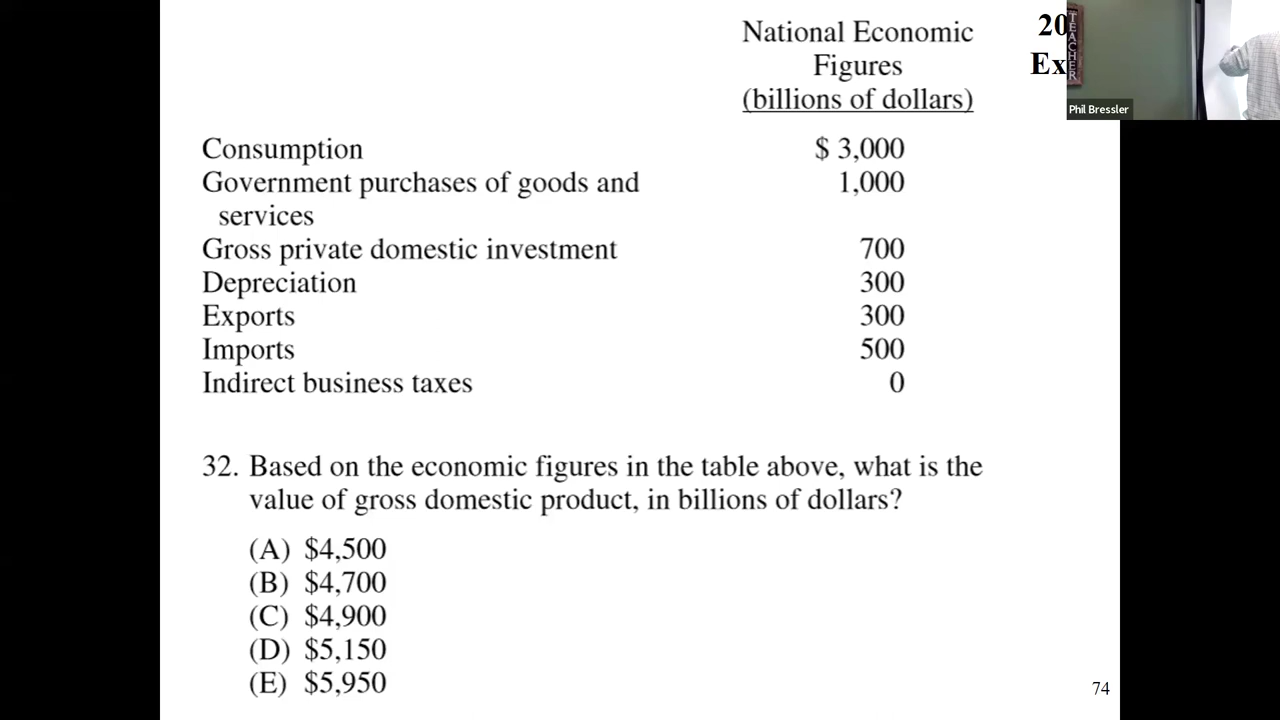 National Economic
Figures
(billions of dollars)
20
Ex
TEACHER
Phil Bressler
Consumption $ 3,000
Government purchases of goods and 1,000
services
Gross private domestic investment 700
Depreciation 300
Exports 300
Imports 500
Indirect business taxes 0
32. Based on the economic figures in the table above, what is the
value of gross domestic product, in billions of dollars?
(A) $4,500
(B) $4,700
(C) $4,900
(D) $5,150
(E) $5,950
74